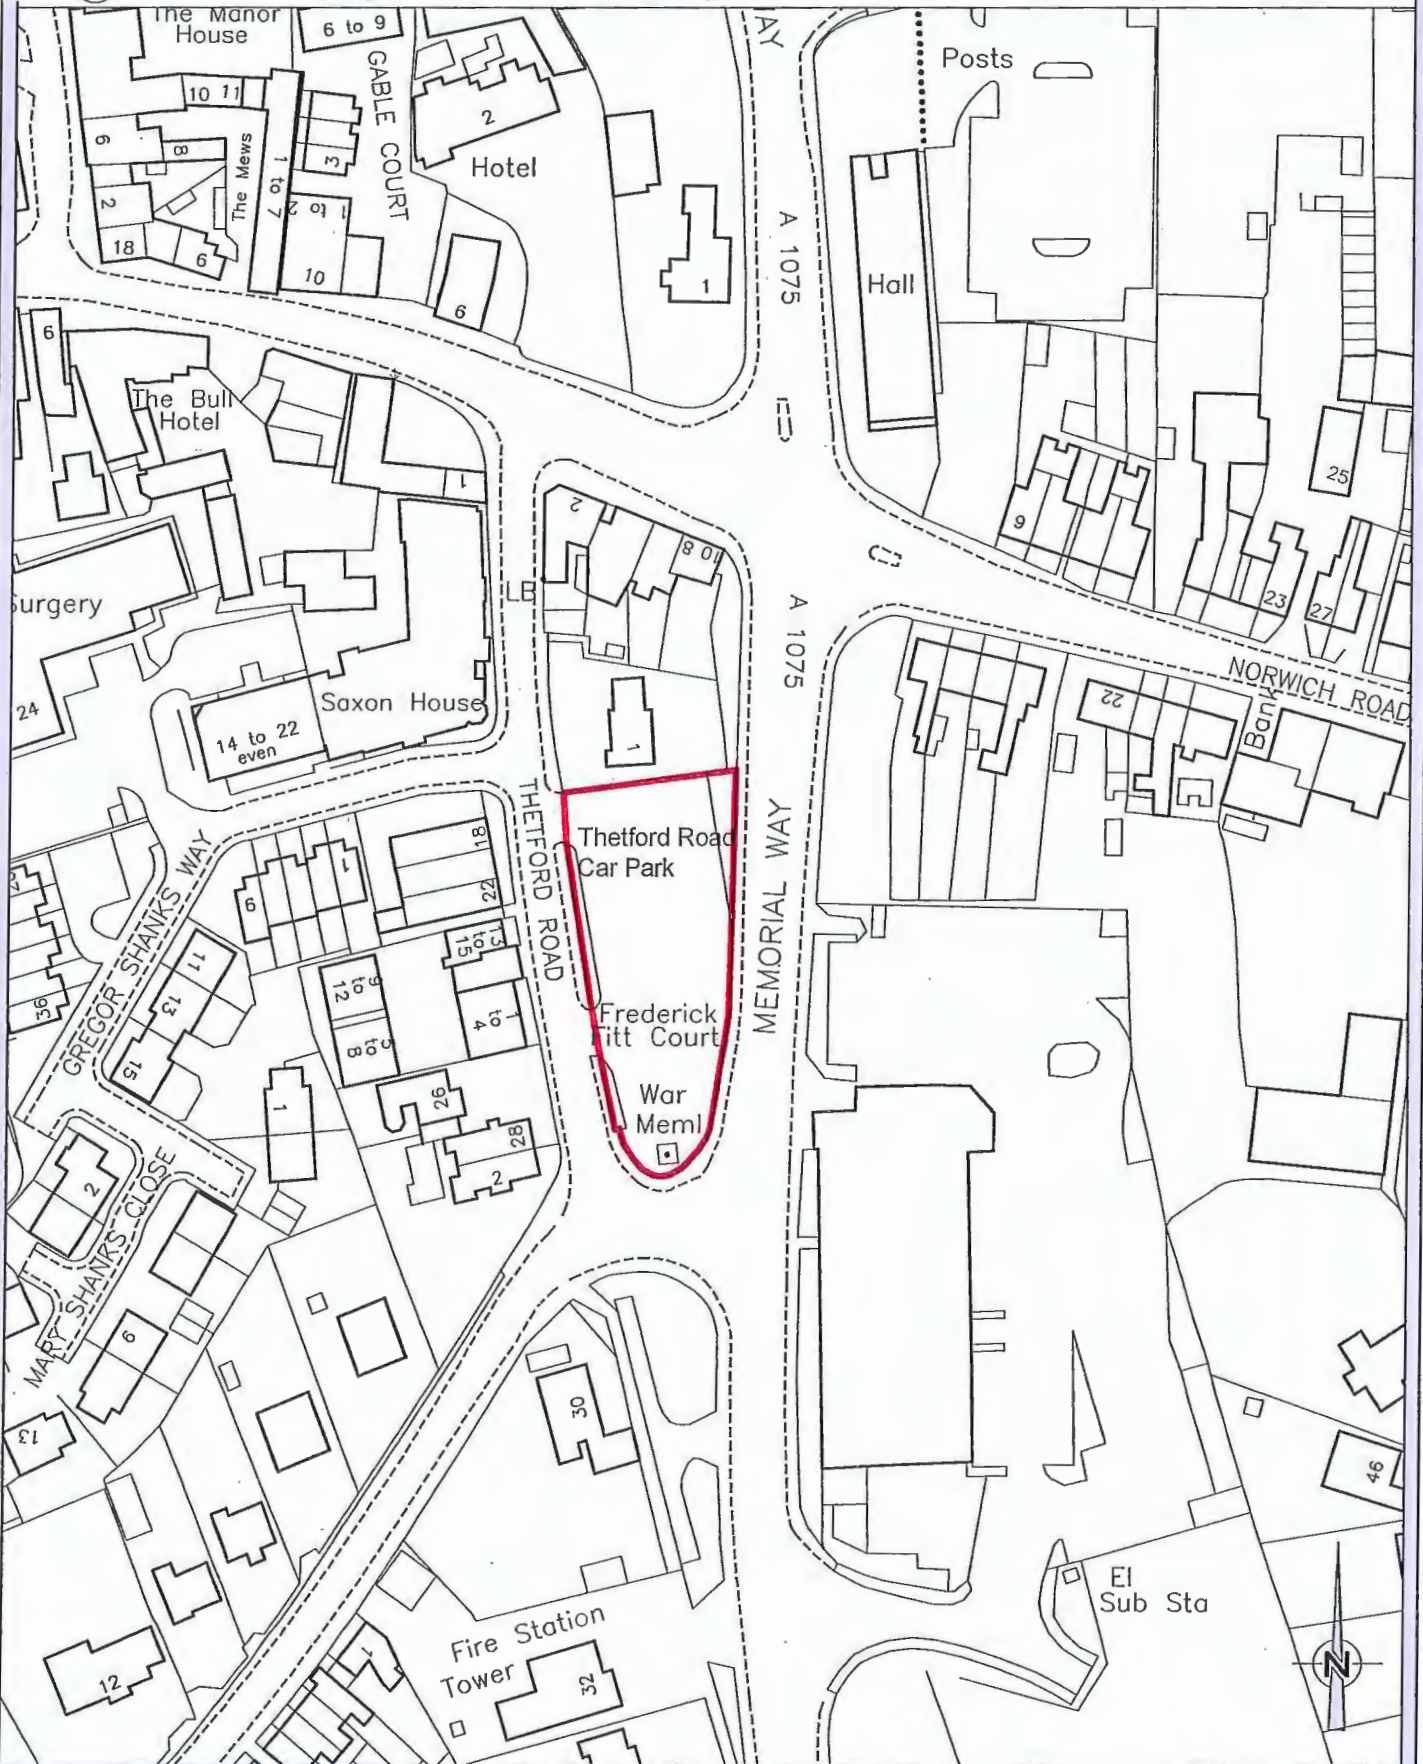 The Manor
House
6 to 9
WAY
Posts
GABLE COURT
10 11
2
Hotel
6
8
The Mews
1 to 7
3
2
1 to 2
18
6
10
6
1
A 1075
Hall
6
The Bull
Hotel
1
2
8 10
9
25
23
27
Surgery
LB
A 1075
24
Saxon House
14 to 22
even
1
22
NORWICH ROAD
Bank
THETFORD ROAD
Thetford Road
Car Park
MEMORIAL WAY
GREGOR SHANKS WAY
1
9
18
22
36
11
13
15
13
to
15
9
to
12
5
to
8
1
to
4
Frederick
Fitt Court
War
Meml
1
26
28
2
2
MARY SHANKS CLOSE
6
13
30
46
El
Sub Sta
Fire Station
Tower
32
1
12
N